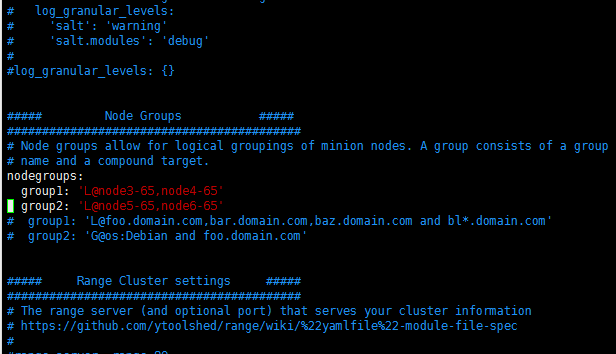 #   log_granular_levels:
#     'salt': 'warning'
#     'salt.modules': 'debug'
#
#log_granular_levels: {}
#####         Node Groups           #####
##########################################
# Node groups allow for logical groupings of minion nodes. A group consists of a group
# name and a compound target.
nodegroups:
  group1: 'L@node3-65,node4-65'
  group2: 'L@node5-65,node6-65'
#  group1: 'L@foo.domain.com,bar.domain.com,baz.domain.com and bl*.domain.com'
#  group2: 'G@os:Debian and foo.domain.com'
#####     Range Cluster settings     #####
##########################################
# The range server (and optional port) that serves your cluster information
# https://github.com/ytoolshed/range/wiki/%22yamlfile%22-module-file-spec
#